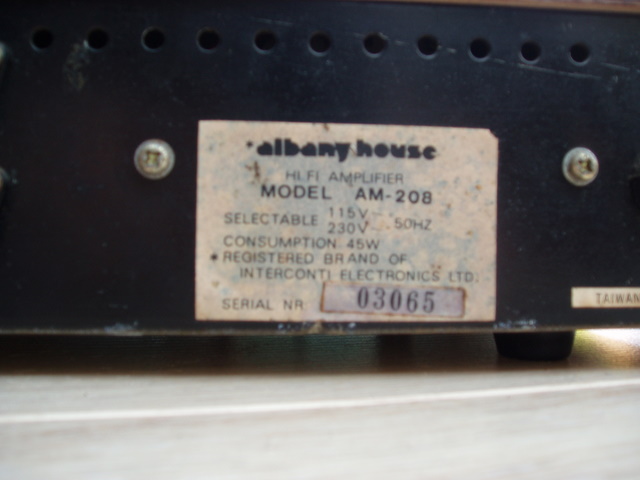 albany house
HI.FI AMPLIFIER
MODEL AM-208
SELECTABLE 115V~ 230V~ 50HZ
CONSUMPTION 45W
*REGISTERED BRAND OF
INTERCONTI ELECTRONICS LTD.
SERIAL NR 03065
TAIWAN